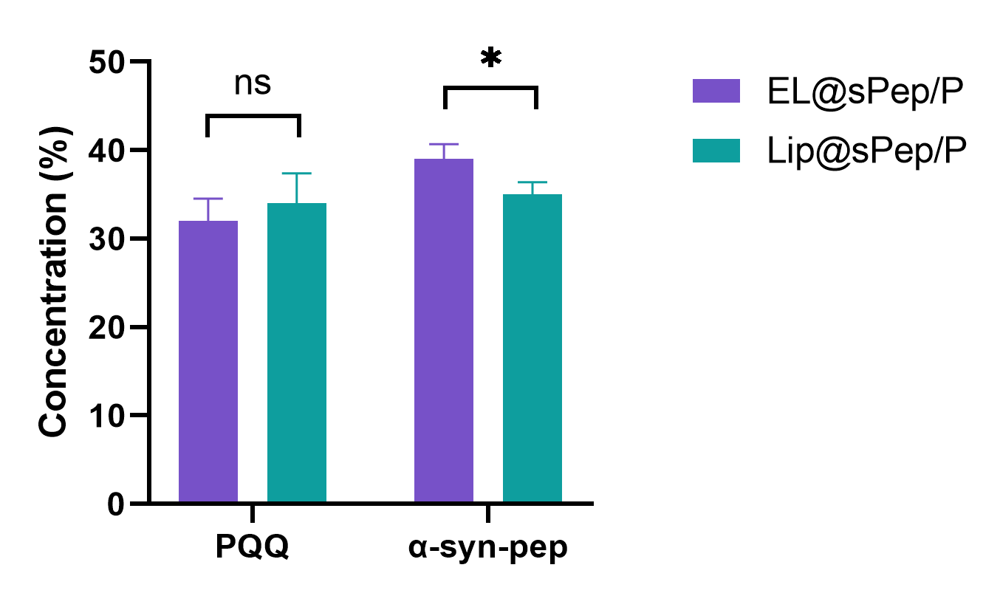 50
40
30
20
10
0
Concentration (%)
ns
*
PQQ
α-syn-pep
EL@sPep/P
Lip@sPep/P